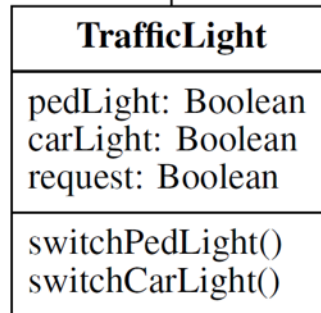 TrafficLight
pedLight: Boolean
carLight: Boolean
request: Boolean
switchPedLight()
switchCarLight()